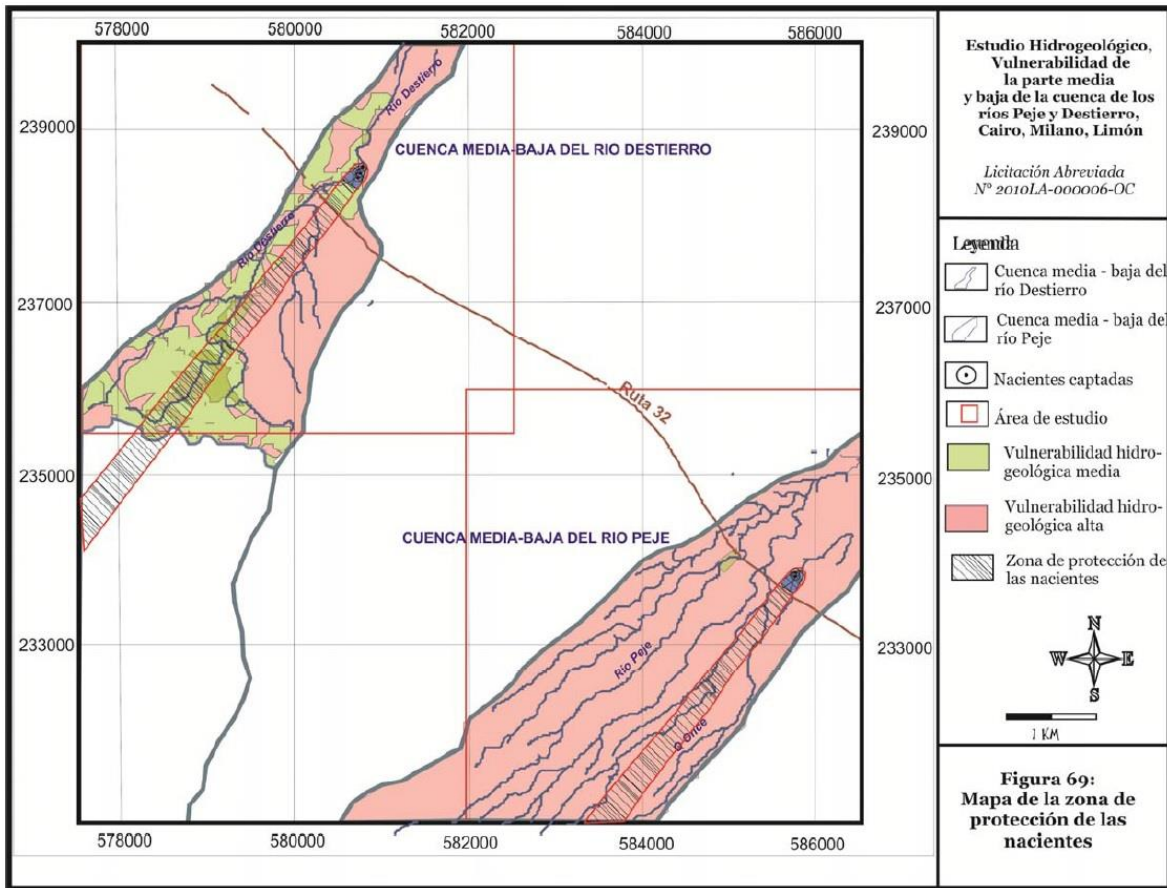 578000
580000
582000
584000
586000
239000
239000
237000
237000
235000
235000
233000
233000
578000
580000
582000
584000
586000
Río Destierro
CUENCA MEDIA-BAJA DEL RIO DESTIERRO
Río Destierro
Ruta 32
CUENCA MEDIA-BAJA DEL RIO PEJE
Río Peje
Q Once
Estudio Hidrogeológico,
Vulnerabilidad de
la parte media
y baja de la cuenca de los
ríos Peje y Destierro,
Cairo, Milano, Limón
Licitación Abreviada
Nº 2010LA-000006-OC
Leyenda
Cuenca media - baja del
río Destierro
Cuenca media - baja del
río Peje
Nacientes captadas
Área de estudio
Vulnerabilidad hidro-
geológica media
Vulnerabilidad hidro-
geológica alta
Zona de protección de
las nacientes
N
W
E
S
1 KM
Figura 69:
Mapa de la zona de
protección de las
nacientes